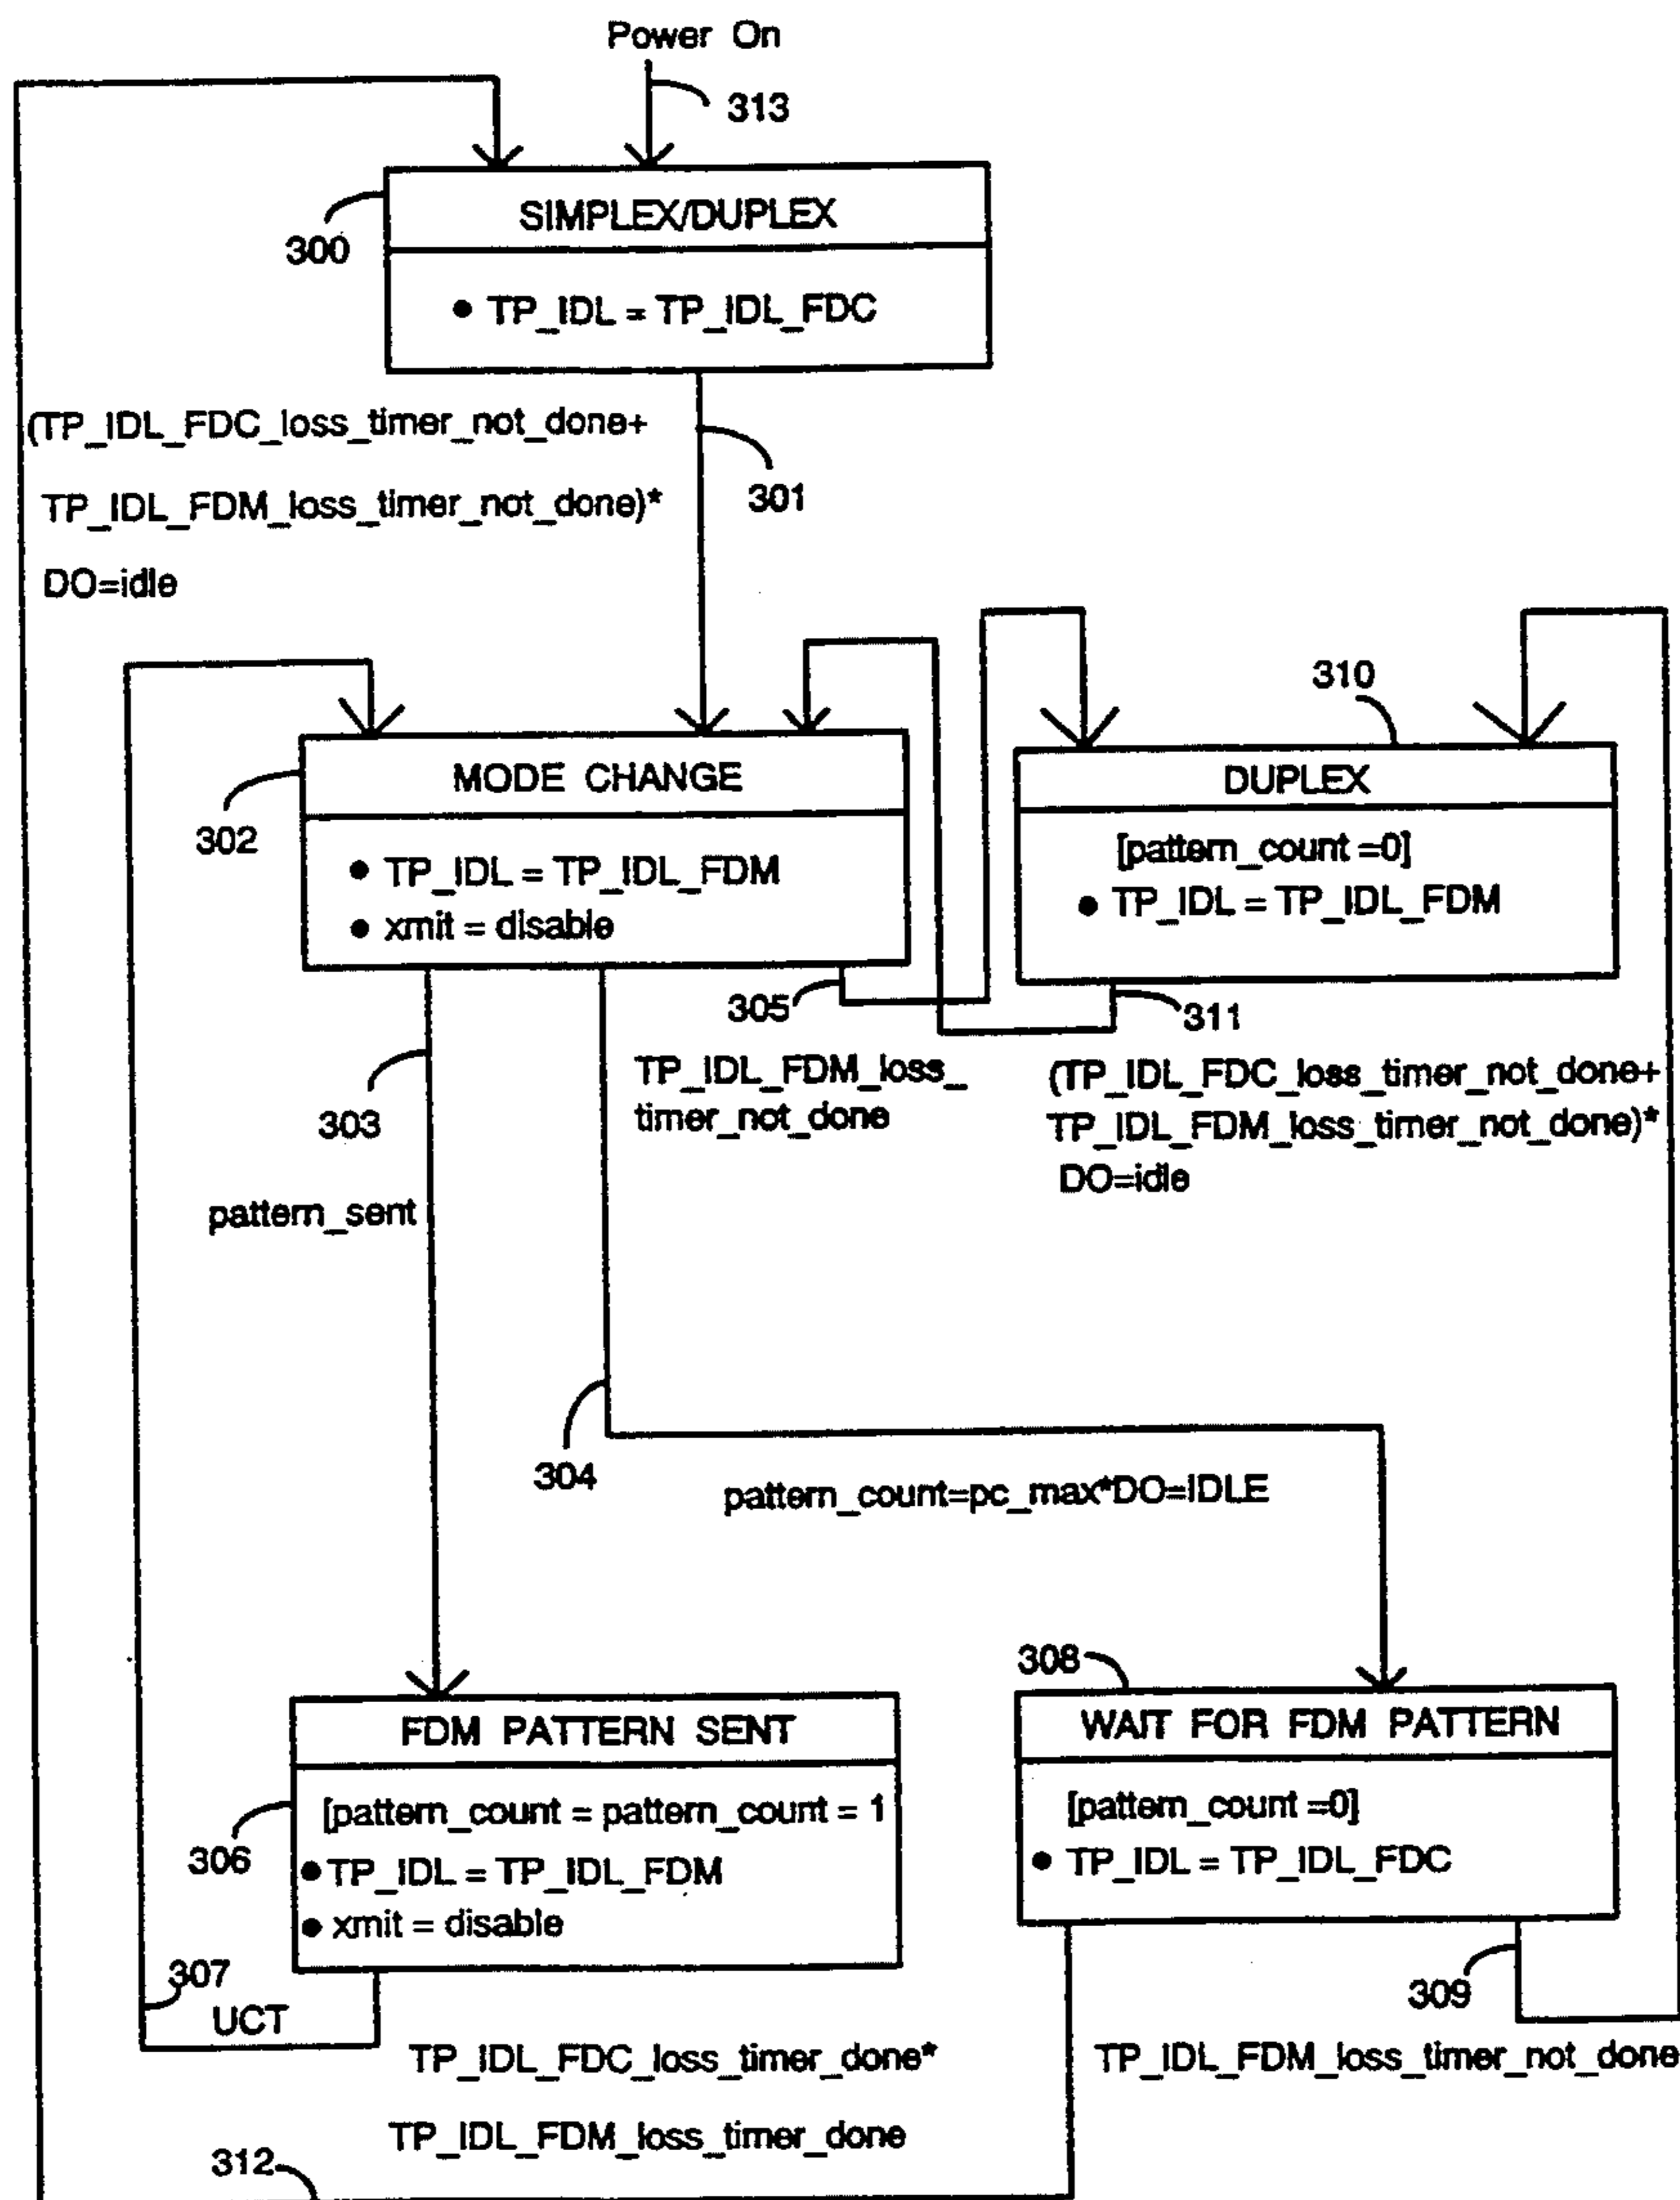 Power On
313
300
SIMPLEX/DUPLEX
● TP_IDL = TP_IDL_FDC
(TP_IDL_FDC_loss_timer_not_done+
TP_IDL_FDM_loss_timer_not_done)*
DO=idle
301
310
302
MODE CHANGE
● TP_IDL = TP_IDL_FDM
● xmit = disable
DUPLEX
[pattern_count =0]
● TP_IDL = TP_IDL_FDM
305
311
303
TP_IDL_FDM_loss_
timer_not_done
(TP_IDL_FDC_loss_timer_not_done+
TP_IDL_FDM_loss_timer_not_done)*
DO=idle
pattern_sent
304
pattern_count=pc_max*DO=IDLE
308
FDM PATTERN SENT
[pattern_count = pattern_count = 1
● TP_IDL = TP_IDL_FDM
● xmit = disable
306
WAIT FOR FDM PATTERN
[pattern_count =0]
● TP_IDL = TP_IDL_FDC
307
UCT
309
TP_IDL_FDC_loss_timer_done*
TP_IDL_FDM_loss_timer_done
TP_IDL_FDM_loss_timer_not_done
312